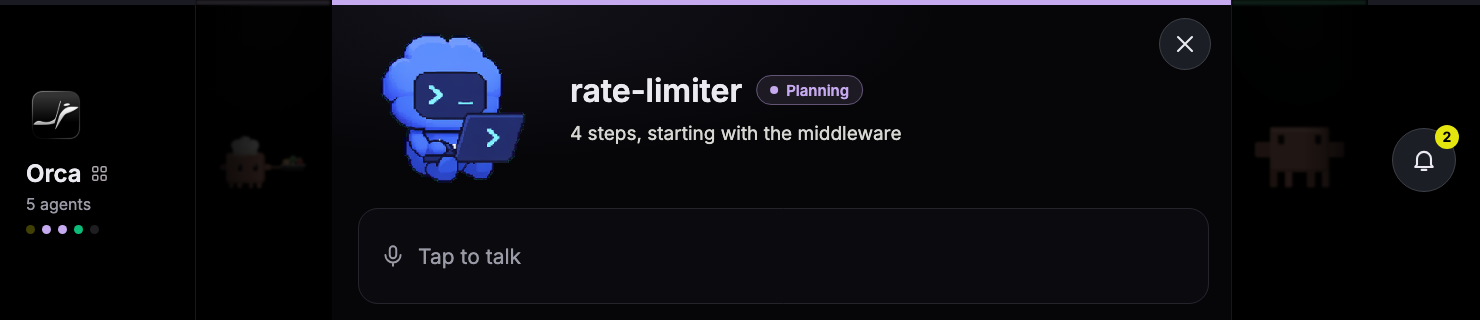 Orca
5 agents
rate-limiter
Planning
4 steps, starting with the middleware
Tap to talk
2